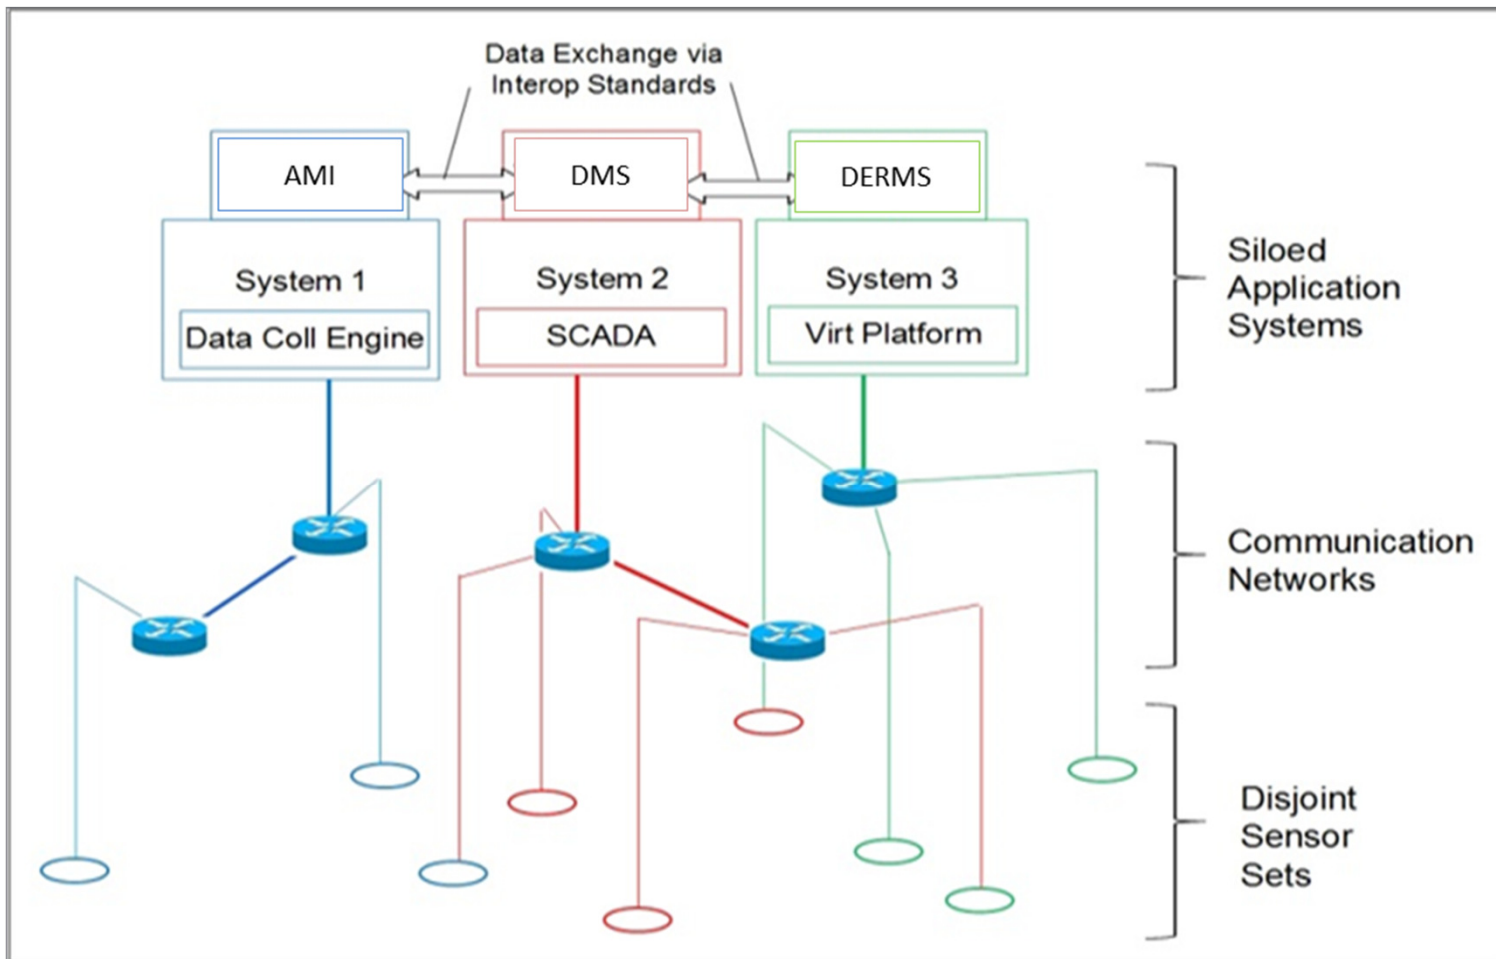 Data Exchange via
Interop Standards
AMI
DMS
DERMS
System 1
System 2
System 3
Data Coll Engine
SCADA
Virt Platform
Siloed
Application
Systems
Communication
Networks
Disjoint
Sensor
Sets